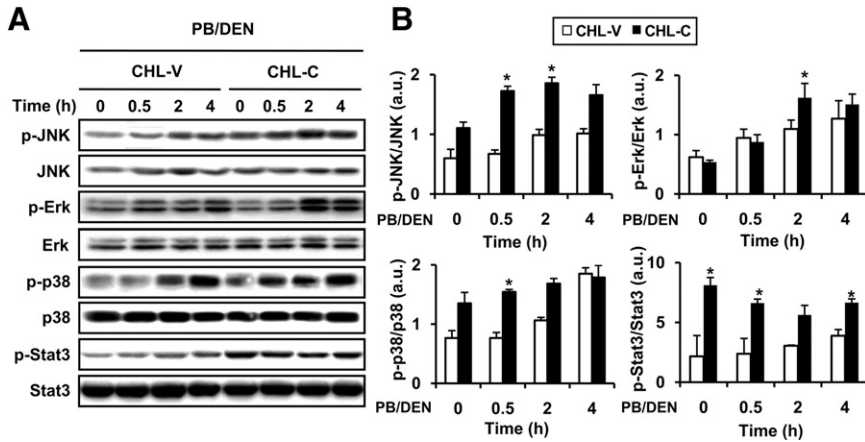 A
PB/DEN
CHL-V CHL-C
Time (h) 0 0.5 2 4 0 0.5 2 4
p-JNK
JNK
p-Erk
Erk
p-p38
p38
p-Stat3
Stat3
B
CHL-V CHL-C
p-JNK/JNK (a.u.)
2
1
0
* *
PB/DEN 0 0.5 2 4
Time (h)
p-Erk/Erk (a.u.)
2
1
0
*
PB/DEN 0 0.5 2 4
Time (h)
p-p38/p38 (a.u.)
2
1
0
*
PB/DEN 0 0.5 2 4
Time (h)
p-Stat3/Stat3 (a.u.)
10
5
0
* * *
PB/DEN 0 0.5 2 4
Time (h)